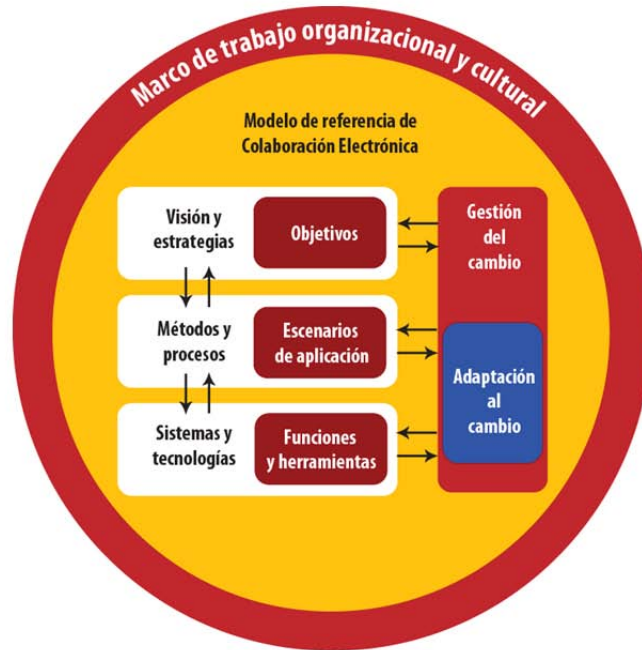 Marco de trabajo organizacional y cultural
Modelo de referencia de
Colaboración Electrónica
Visión y
estrategias
Objetivos
Gestión
del
cambio
Métodos y
procesos
Escenarios
de aplicación
Adaptación
al
cambio
Sistemas y
tecnologías
Funciones
y herramientas